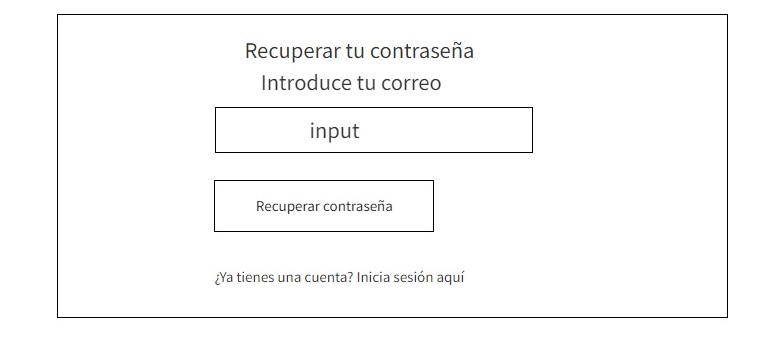 Recuperar tu contraseña
Introduce tu correo
input
Recuperar contraseña
¿Ya tienes una cuenta? Inicia sesión aquí